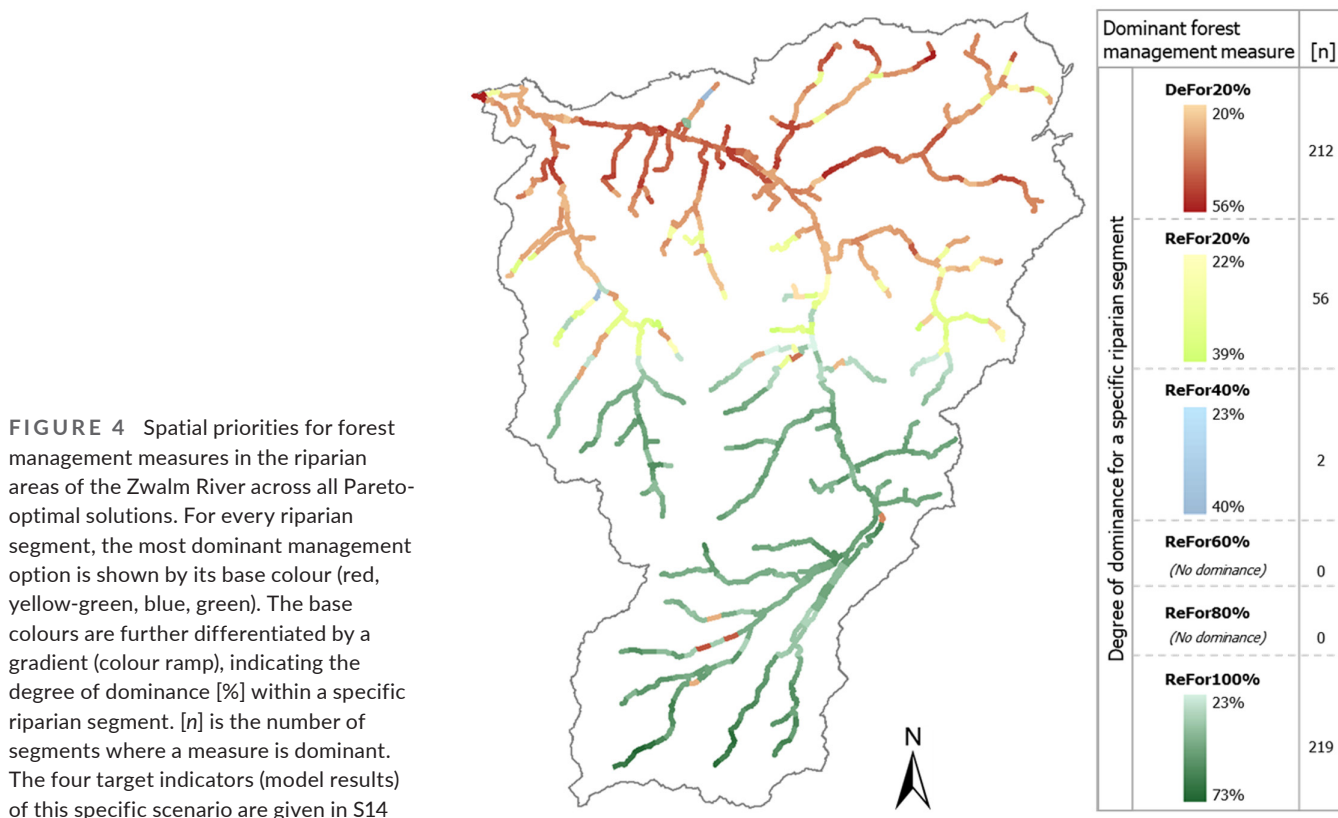 FIGURE 4 Spatial priorities for forest
management measures in the riparian
areas of the Zwalm River across all Pareto-
optimal solutions. For every riparian
segment, the most dominant management
option is shown by its base colour (red,
yellow-green, blue, green). The base
colours are further differentiated by a
gradient (colour ramp), indicating the
degree of dominance [%] within a specific
riparian segment. [n] is the number of
segments where a measure is dominant.
The four target indicators (model results)
of this specific scenario are given in S14
N
Dominant forest
management measure [n]
Degree of dominance for a specific riparian segment
DeFor20%
20%
56%
212
ReFor20%
22%
39%
56
ReFor40%
23%
40%
2
ReFor60%
(No dominance) 0
ReFor80%
(No dominance) 0
ReFor100%
23%
73%
219